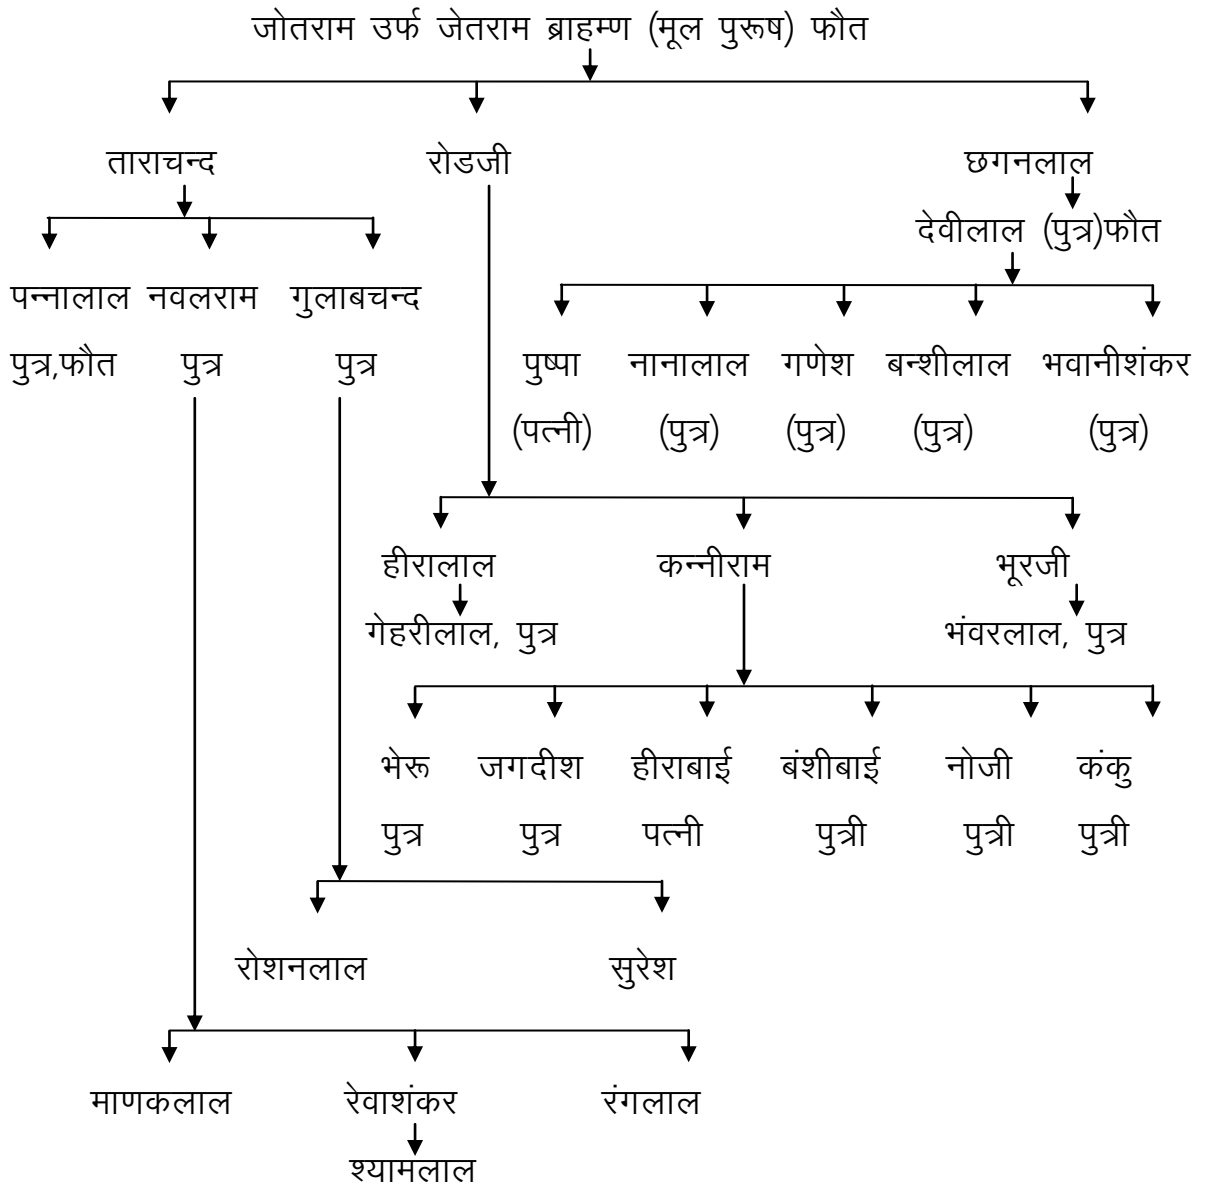 जोतराम उर्फ जेतराम ब्राहम्ण (मूल पुरूष) फौत
ताराचन्द रोडजी छगनलाल
देवीलाल (पुत्र)फौत
पन्नालाल नवलराम गुलाबचन्द
पुत्र,फौत पुत्र पुत्र
पुष्पा नानालाल गणेश बन्शीलाल भवानीशंकर
(पत्नी) (पुत्र) (पुत्र) (पुत्र) (पुत्र)
हीरालाल कन्नीराम भूरजी
गेहरीलाल, पुत्र भंवरलाल, पुत्र
भेरू जगदीश हीराबाई बंशीबाई नोजी कंकु
पुत्र पुत्र पत्नी पुत्री पुत्री पुत्री
रोशनलाल सुरेश
माणकलाल रेवाशंकर रंगलाल
श्यामलाल